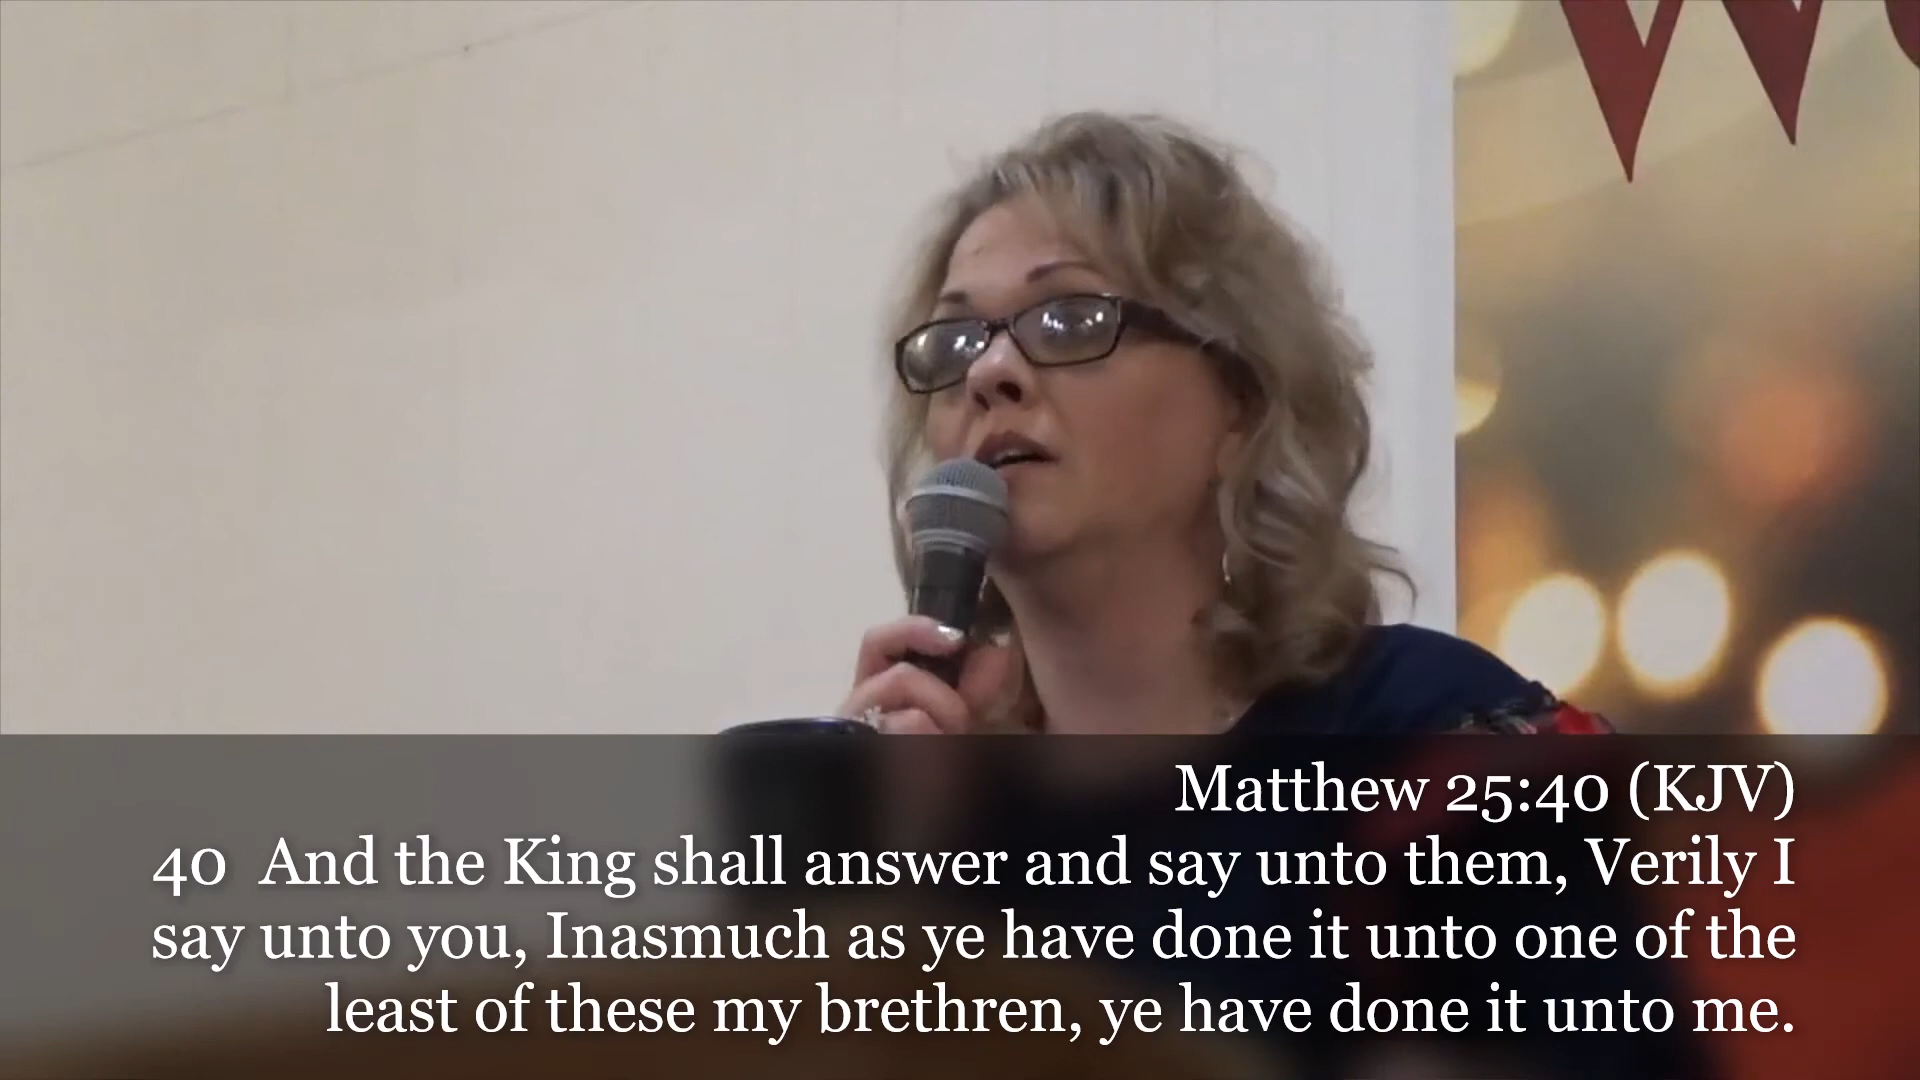 Matthew 25:40 (KJV)
40 And the King shall answer and say unto them, Verily I
say unto you, Inasmuch as ye have done it unto one of the
least of these my brethren, ye have done it unto me.